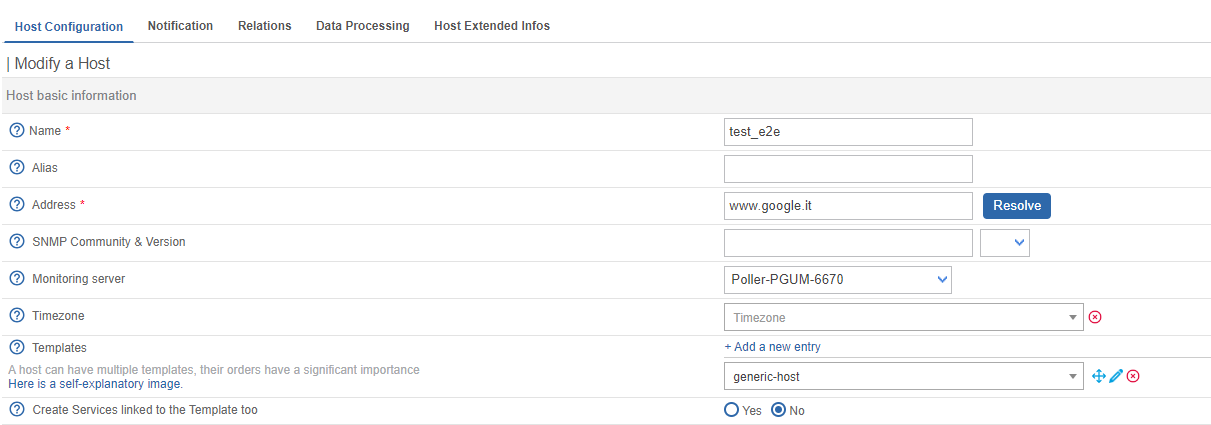 Host Configuration Notification Relations Data Processing Host Extended Infos
| Modify a Host
Host basic information
Name * test_e2e
Alias
Address * www.google.it Resolve
SNMP Community & Version
Monitoring server Poller-PGUM-6670
Timezone Timezone
Templates + Add a new entry
A host can have multiple templates, their orders have a significant importance
Here is a self-explanatory image. generic-host
Create Services linked to the Template too Yes No